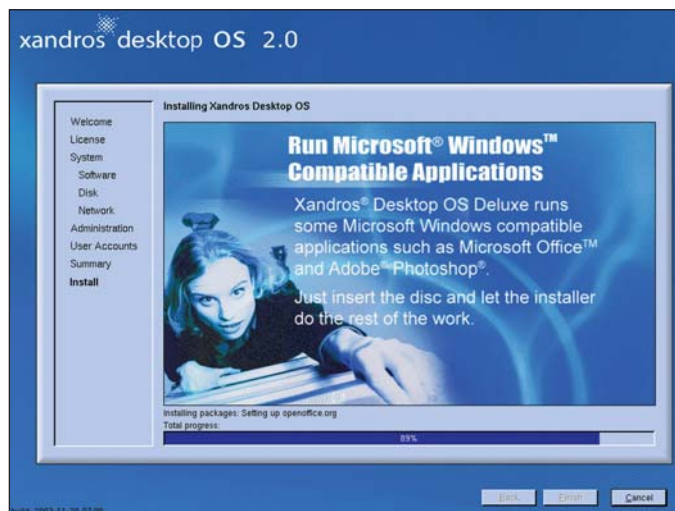 xandros desktop OS 2.0
Installing Xandros Desktop OS
Welcome
License
System
Software
Disk
Network
Administration
User Accounts
Summary
Install
Run Microsoft® Windows™
Compatible Applications
Xandros® Desktop OS Deluxe runs
some Microsoft Windows compatible
applications such as Microsoft Office™
and Adobe® Photoshop®.
Just insert the disc and let the installer
do the rest of the work.
Installing packages: Setting up openoffice.org
Total progress:
89%
Back
Finish
Cancel